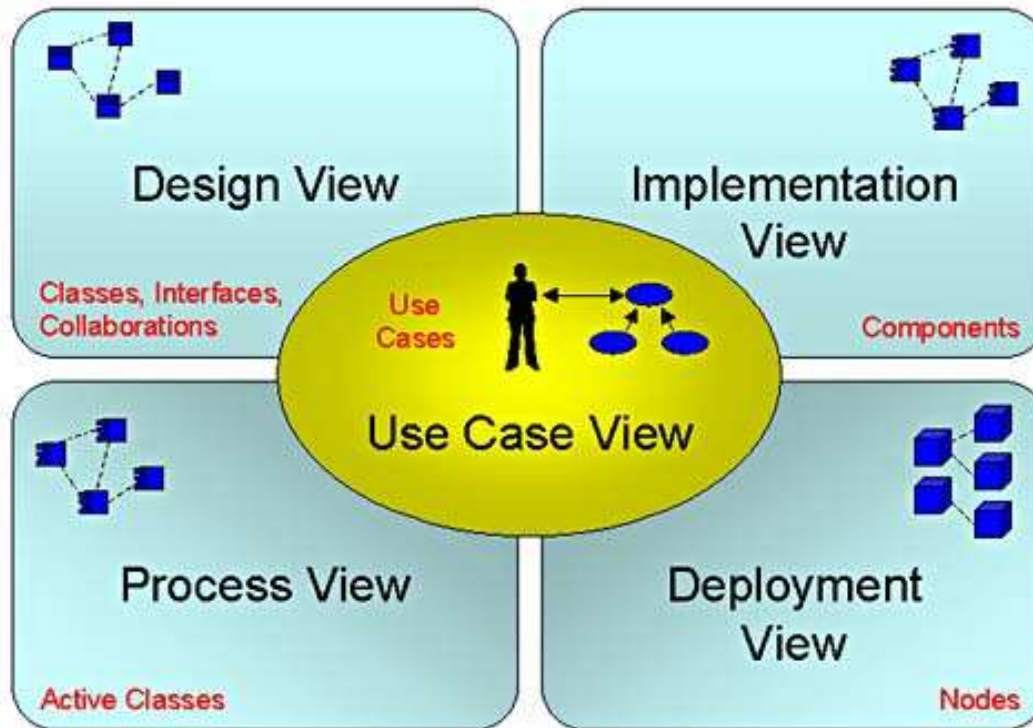 Design View
Classes, Interfaces,
Collaborations
Implementation
View
Components
Use
Cases
Use Case View
Process View
Active Classes
Deployment
View
Nodes